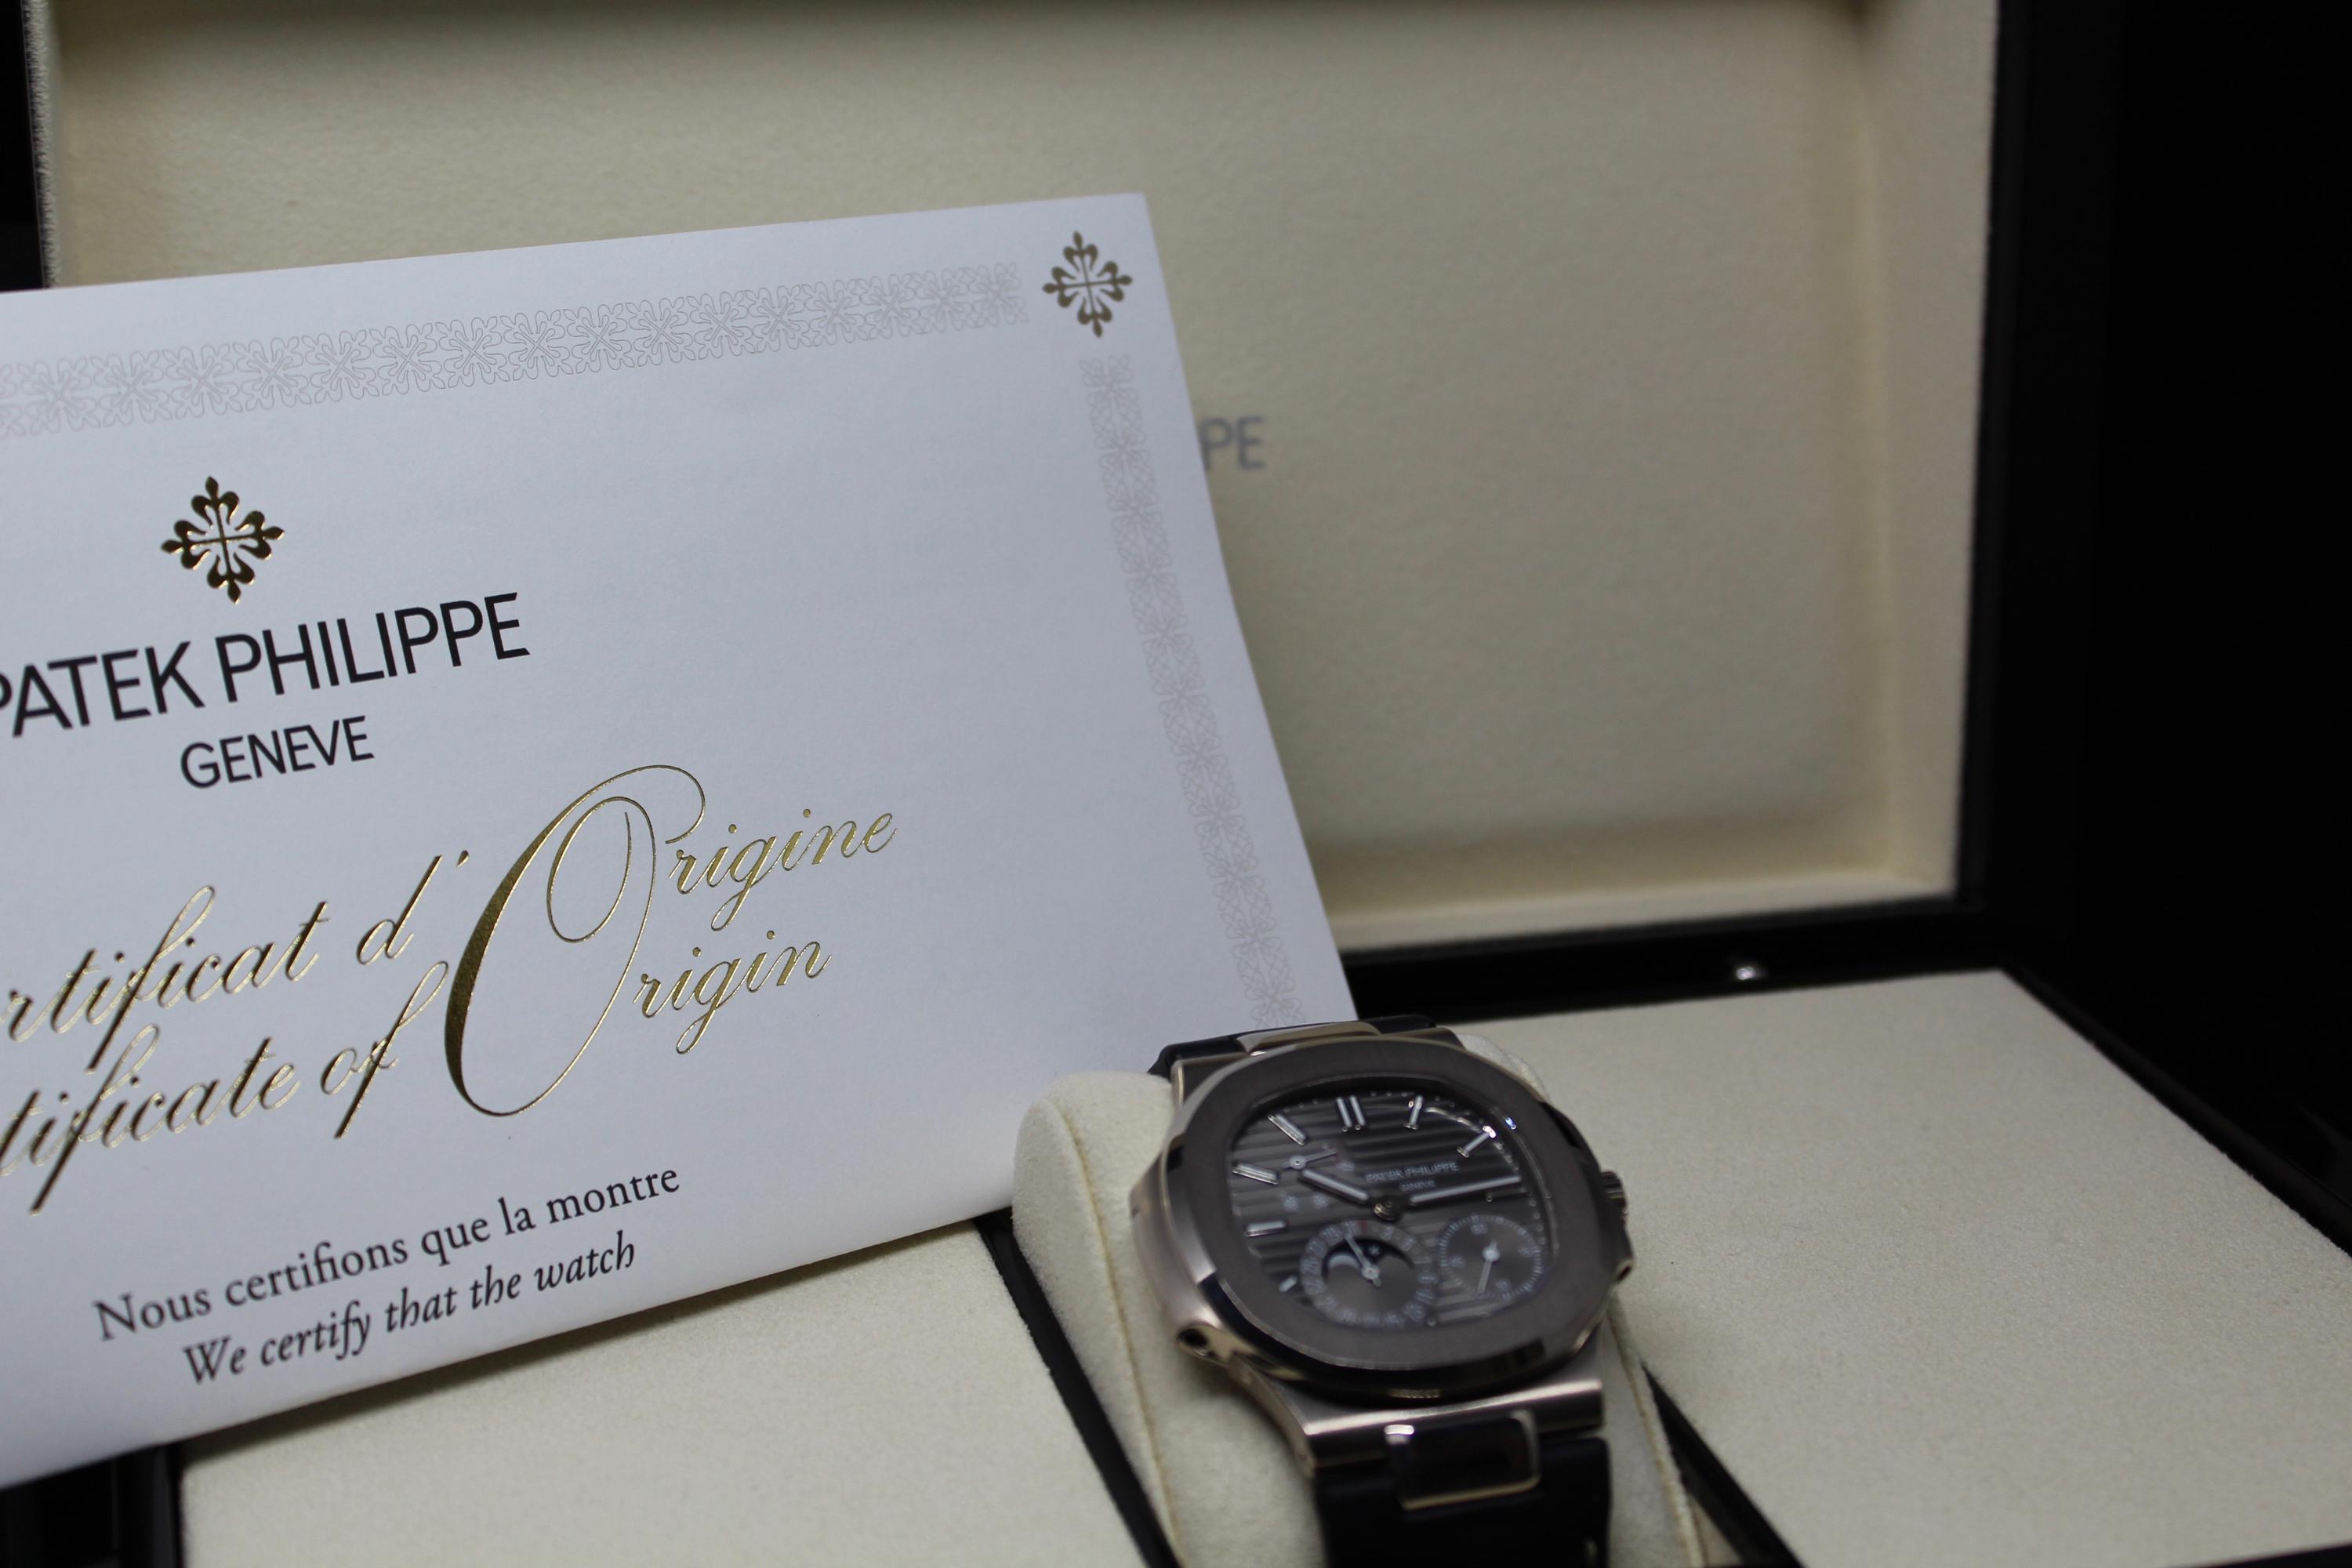 PATEK PHILIPPE
GENEVE
rtificat d'Origine
tificate of Origin
Nous certifions que la montre
We certify that the watch
PPE
PATEK PHILIPPE
GENEVE